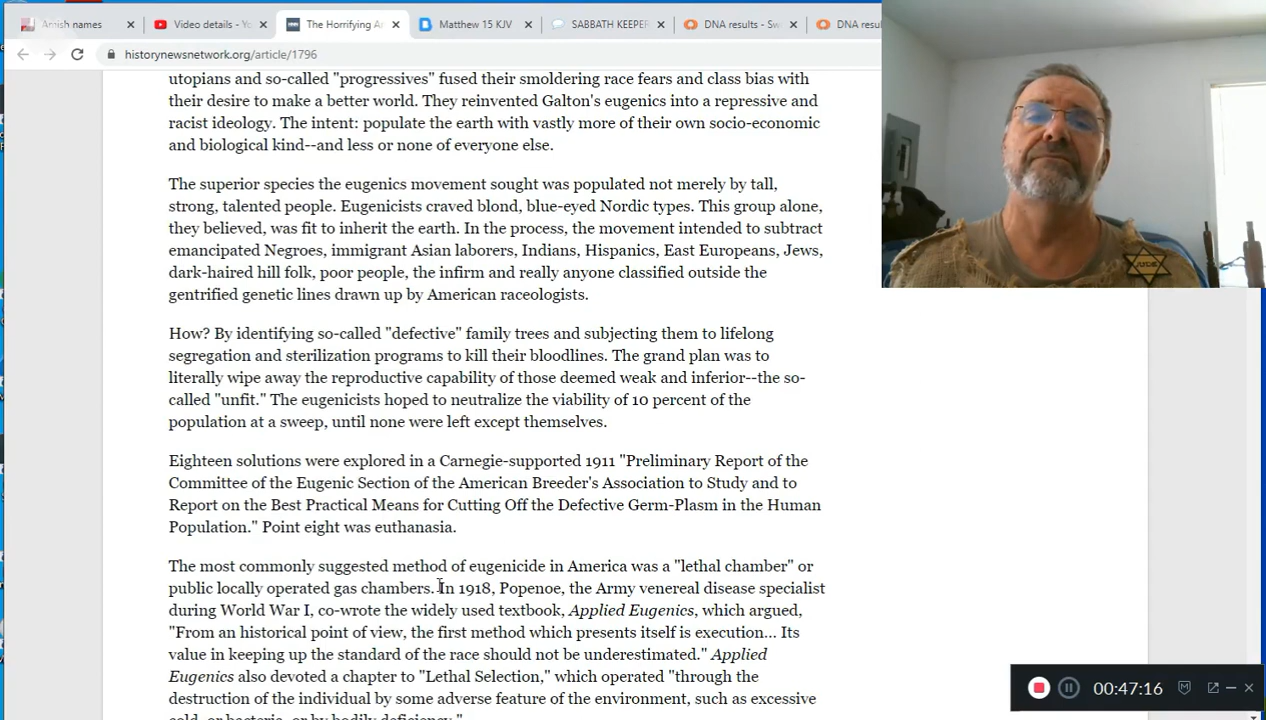 Amish names
Video details - Yo
The Horrifying A
Matthew 15 KJV
SABBATH KEEPER
DNA results - Sw
DNA resul
historynewsnetwork.org/article/1796
utopians and so-called "progressives" fused their smoldering race fears and class bias with
their desire to make a better world. They reinvented Galton's eugenics into a repressive and
racist ideology. The intent: populate the earth with vastly more of their own socio-economic
and biological kind--and less or none of everyone else.
The superior species the eugenics movement sought was populated not merely by tall,
strong, talented people. Eugenicists craved blond, blue-eyed Nordic types. This group alone,
they believed, was fit to inherit the earth. In the process, the movement intended to subtract
emancipated Negroes, immigrant Asian laborers, Indians, Hispanics, East Europeans, Jews,
dark-haired hill folk, poor people, the infirm and really anyone classified outside the
gentrified genetic lines drawn up by American raceologists.
How? By identifying so-called "defective" family trees and subjecting them to lifelong
segregation and sterilization programs to kill their bloodlines. The grand plan was to
literally wipe away the reproductive capability of those deemed weak and inferior--the so-
called "unfit." The eugenicists hoped to neutralize the viability of 10 percent of the
population at a sweep, until none were left except themselves.
Eighteen solutions were explored in a Carnegie-supported 1911 "Preliminary Report of the
Committee of the Eugenic Section of the American Breeder's Association to Study and to
Report on the Best Practical Means for Cutting Off the Defective Germ-Plasm in the Human
Population." Point eight was euthanasia.
The most commonly suggested method of eugenicide in America was a "lethal chamber" or
public locally operated gas chambers. In 1918, Popenoe, the Army venereal disease specialist
during World War I, co-wrote the widely used textbook, Applied Eugenics, which argued,
"From an historical point of view, the first method which presents itself is execution... Its
value in keeping up the standard of the race should not be underestimated." Applied
Eugenics also devoted a chapter to "Lethal Selection," which operated "through the
destruction of the individual by some adverse feature of the environment, such as excessive
cold, or bacteria, or by bodily deficiency."
00:47:16